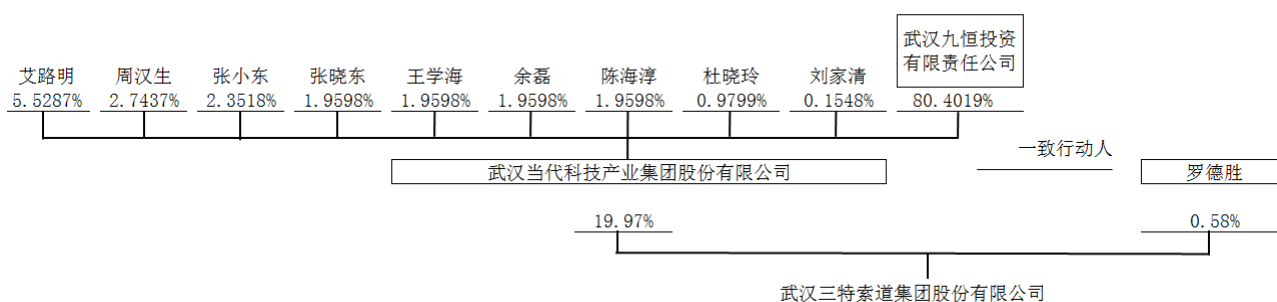 武汉九恒投资
有限责任公司
艾路明 周汉生 张小东 张晓东 王学海 余磊 陈海淳 杜晓玲 刘家清
5.5287% 2.7437% 2.3518% 1.9598% 1.9598% 1.9598% 1.9598% 0.9799% 0.1548% 80.4019%
一致行动人
武汉当代科技产业集团股份有限公司 罗德胜
19.97% 0.58%
武汉三特索道集团股份有限公司